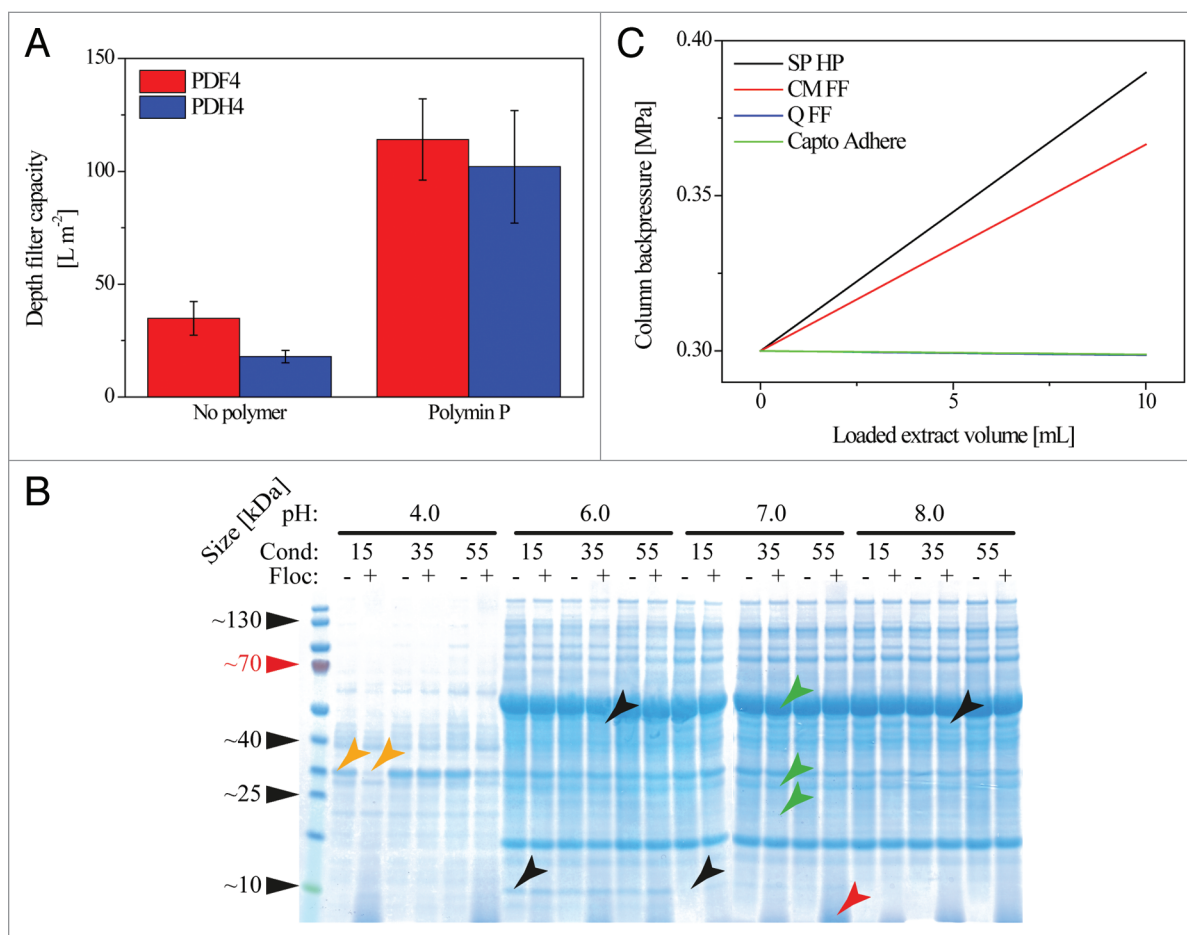 A
150
100
50
0
Depth filter capacity
[L m⁻²]
PDF4
PDH4
No polymer
Polymin P
C
0.40
0.35
0.30
Column backpressure [MPa]
SP HP
CM FF
Q FF
Capto Adhere
0
5
10
Loaded extract volume [mL]
B
Size [kDa]
pH: 4.0 6.0 7.0 8.0
Cond: 15 35 55 15 35 55 15 35 55 15 35 55
Floc: - + - + - + - + - + - + - + - + - + - + - + - +
~130
~70
~40
~25
~10